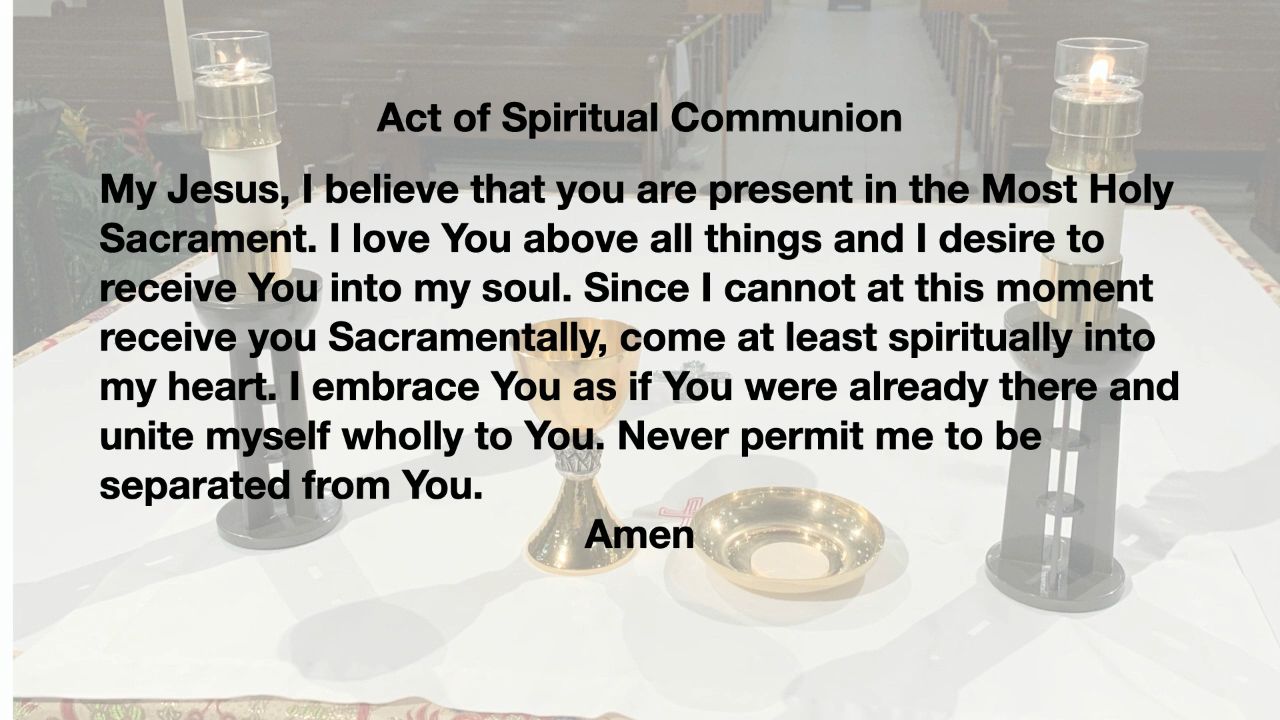 Act of Spiritual Communion
My Jesus, I believe that you are present in the Most Holy
Sacrament. I love You above all things and I desire to
receive You into my soul. Since I cannot at this moment
receive you Sacramentally, come at least spiritually into
my heart. I embrace You as if You were already there and
unite myself wholly to You. Never permit me to be
separated from You.
Amen